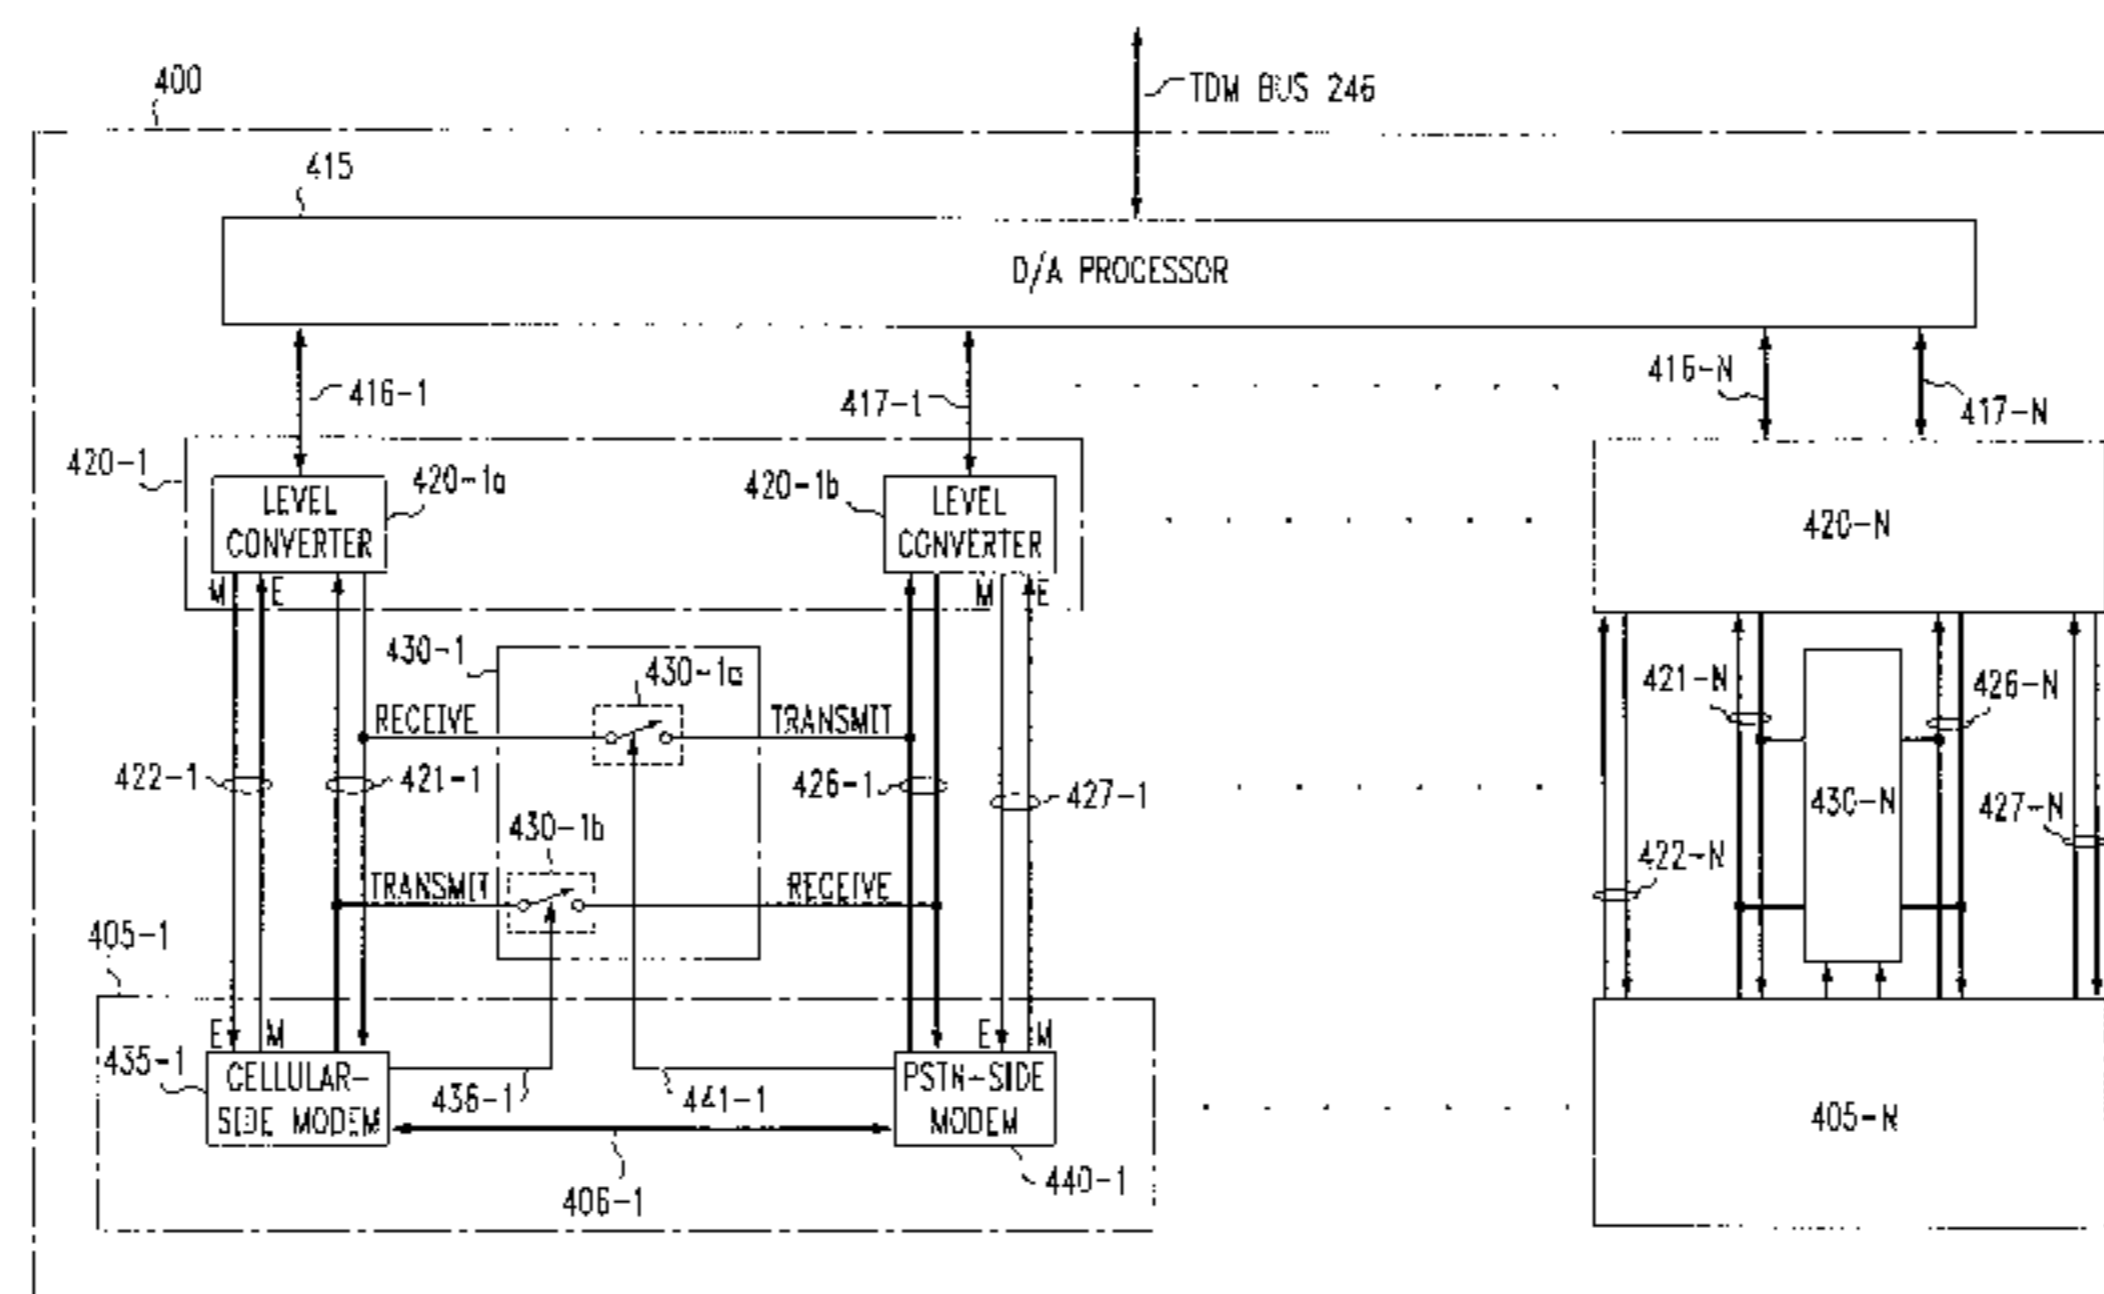 400
TDM BUS 246
415
D/A PROCESSOR
416-1
417-1
416-N
417-N
420-1
LEVEL CONVERTER
420-1a
420-1b
LEVEL CONVERTER
420-N
M
E
M
E
430-1
430-1a
RECEIVE
TRANSMIT
421-N
426-N
422-1
421-1
426-1
427-1
430-N
427-N
430-1b
TRANSMIT
RECEIVE
422-N
405-1
E
M
E
M
435-1
CELLULAR-
SIDE MODEM
436-1
441-1
PSTN-SIDE
MODEM
405-N
406-1
440-1